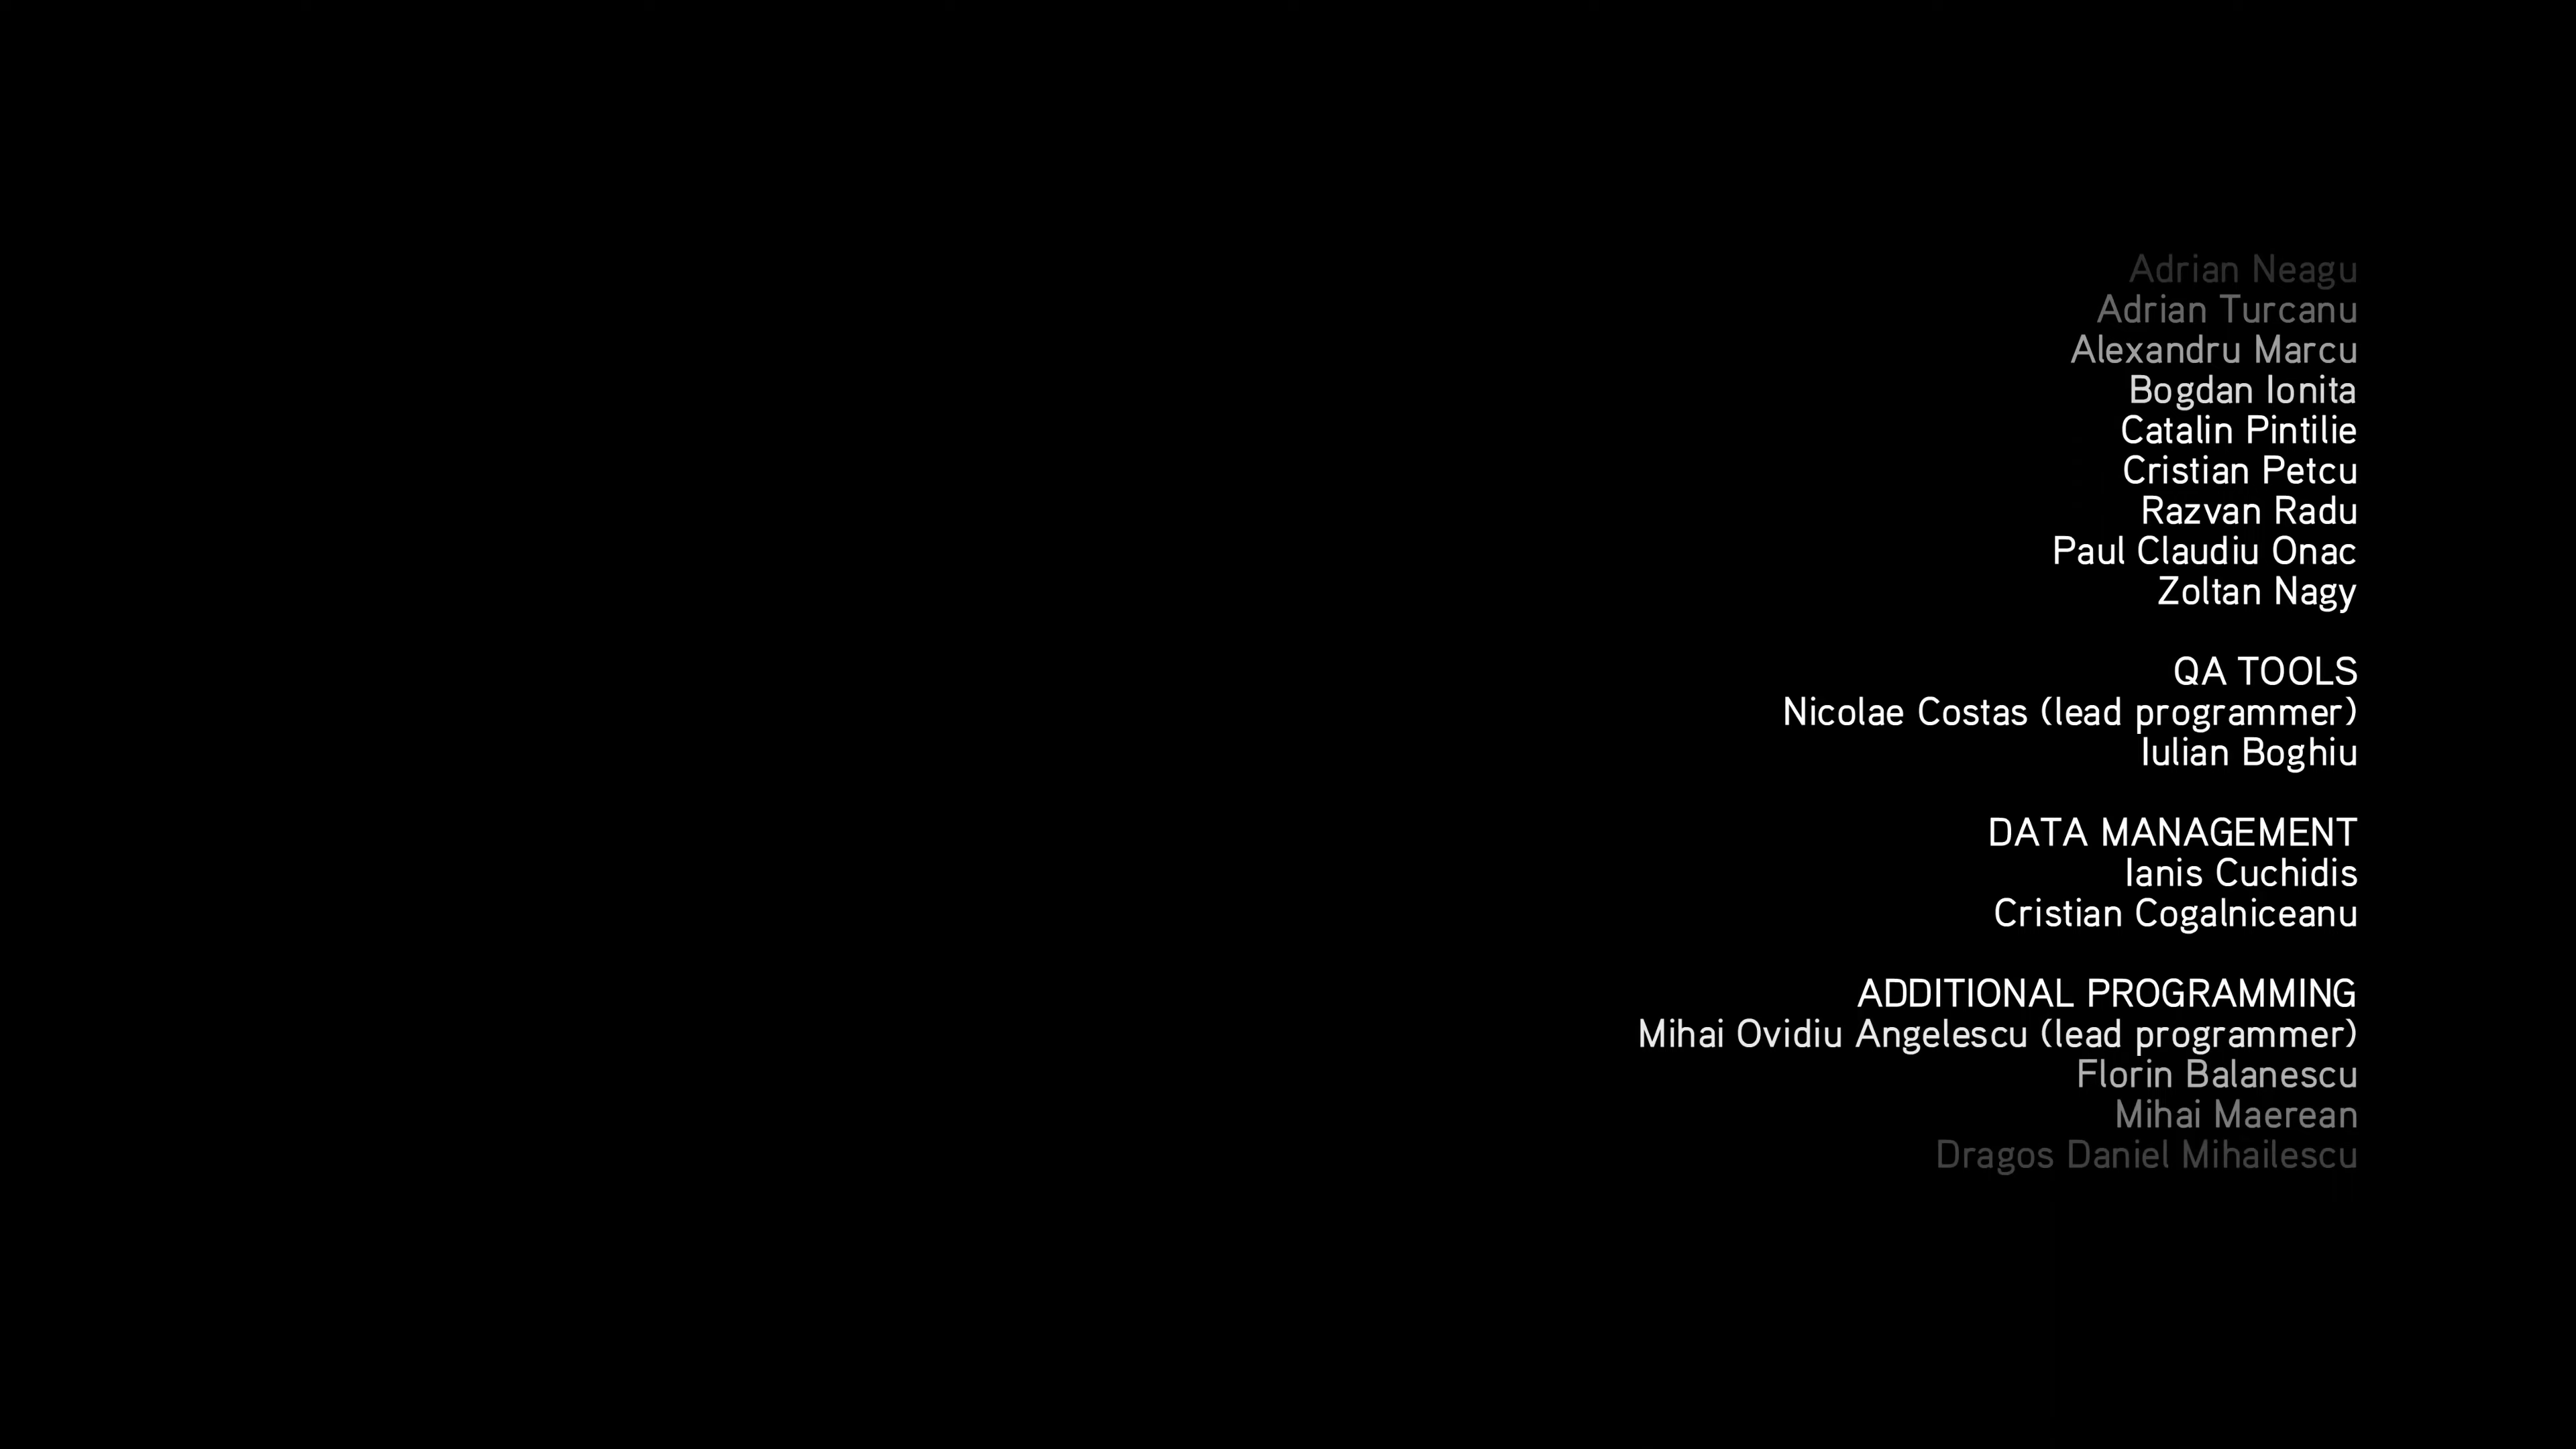 Adrian Neagu
Adrian Turcanu
Alexandru Marcu
Bogdan Ionita
Catalin Pintilie
Cristian Petcu
Razvan Radu
Paul Claudiu Onac
Zoltan Nagy
QA TOOLS
Nicolae Costas (lead programmer)
Iulian Boghiu
DATA MANAGEMENT
Ianis Cuchidis
Cristian Cogalniceanu
ADDITIONAL PROGRAMMING
Mihai Ovidiu Angelescu (lead programmer)
Florin Balanescu
Mihai Maerean
Dragos Daniel Mihailescu